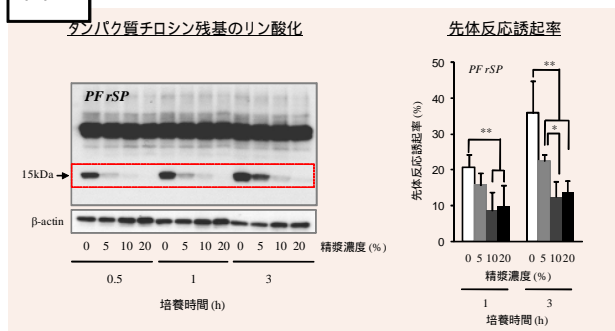 タンパク質チロシン残基のリン酸化
PF rSP
15kDa
β-actin
0 5 10 20 0 5 10 20 0 5 10 20 精漿濃度(%)
0.5 1 3
培養時間(h)
先体反応誘起率
PF rSP
先体反応誘起率(%)
50
40
30
20
10
0
** ** *
0 5 10 20 0 5 10 20
精漿濃度(%)
1 3
培養時間(h)